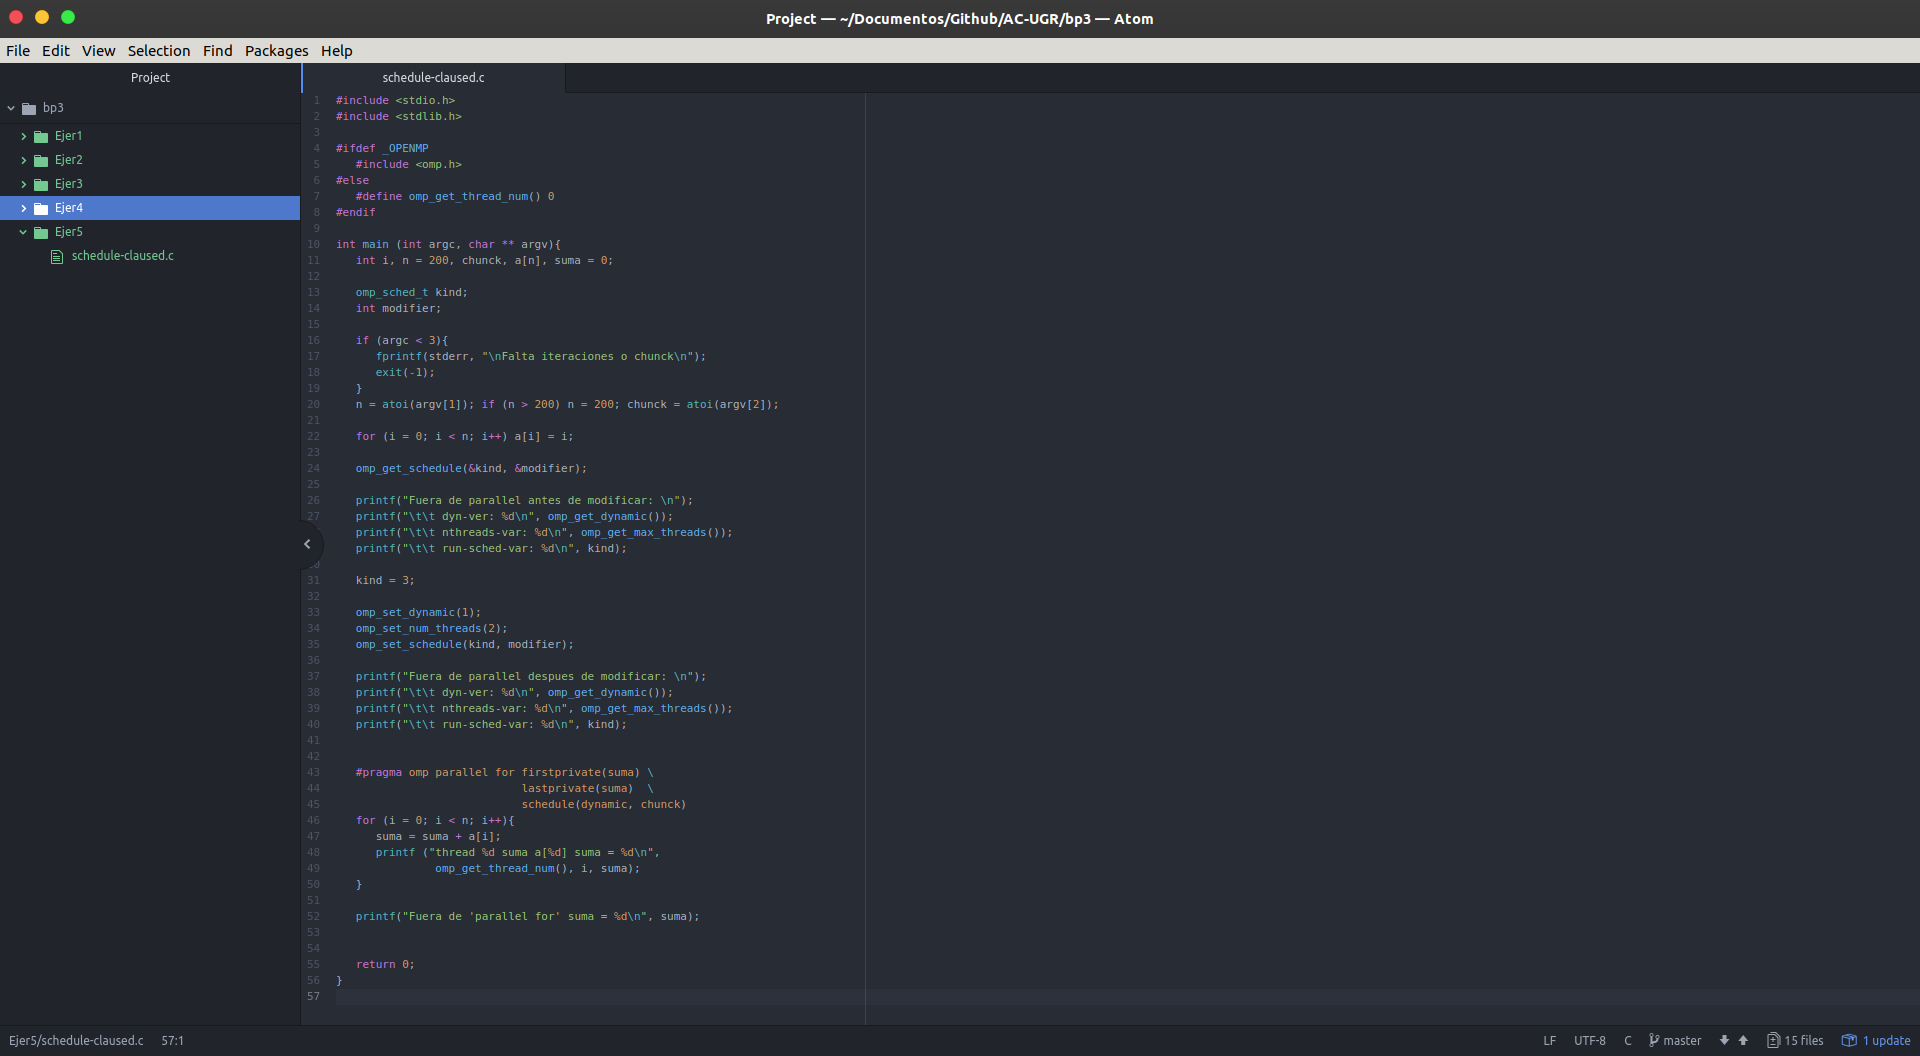 Project — ~/Documentos/Github/AC-UGR/bp3 — Atom
File Edit View Selection Find Packages Help
Project
bp3
Ejer1
Ejer2
Ejer3
Ejer4
Ejer5
schedule-claused.c
schedule-claused.c
1 #include <stdio.h>
2 #include <stdlib.h>
3
4 #ifdef _OPENMP
5    #include <omp.h>
6 #else
7    #define omp_get_thread_num() 0
8 #endif
9
10 int main (int argc, char ** argv){
11    int i, n = 200, chunck, a[n], suma = 0;
12
13    omp_sched_t kind;
14    int modifier;
15
16    if (argc < 3){
17       fprintf(stderr, "\nFalta iteraciones o chunck\n");
18       exit(-1);
19    }
20    n = atoi(argv[1]); if (n > 200) n = 200; chunck = atoi(argv[2]);
21
22    for (i = 0; i < n; i++) a[i] = i;
23
24    omp_get_schedule(&kind, &modifier);
25
26    printf("Fuera de parallel antes de modificar: \n");
27    printf("\t\t dyn-ver: %d\n", omp_get_dynamic());
printf("\t\t nthreads-var: %d\n", omp_get_max_threads());
printf("\t\t run-sched-var: %d\n", kind);
31    kind = 3;
32
33    omp_set_dynamic(1);
34    omp_set_num_threads(2);
35    omp_set_schedule(kind, modifier);
36
37    printf("Fuera de parallel despues de modificar: \n");
38    printf("\t\t dyn-ver: %d\n", omp_get_dynamic());
39    printf("\t\t nthreads-var: %d\n", omp_get_max_threads());
40    printf("\t\t run-sched-var: %d\n", kind);
41
42
43    #pragma omp parallel for firstprivate(suma) \
44                             lastprivate(suma)  \
45                             schedule(dynamic, chunck)
46    for (i = 0; i < n; i++){
47       suma = suma + a[i];
48       printf ("thread %d suma a[%d] suma = %d\n",
49                omp_get_thread_num(), i, suma);
50    }
51
52    printf("Fuera de 'parallel for' suma = %d\n", suma);
53
54
55    return 0;
56 }
57
Ejer5/schedule-claused.c 57:1 LF UTF-8 C master 15 files 1 update